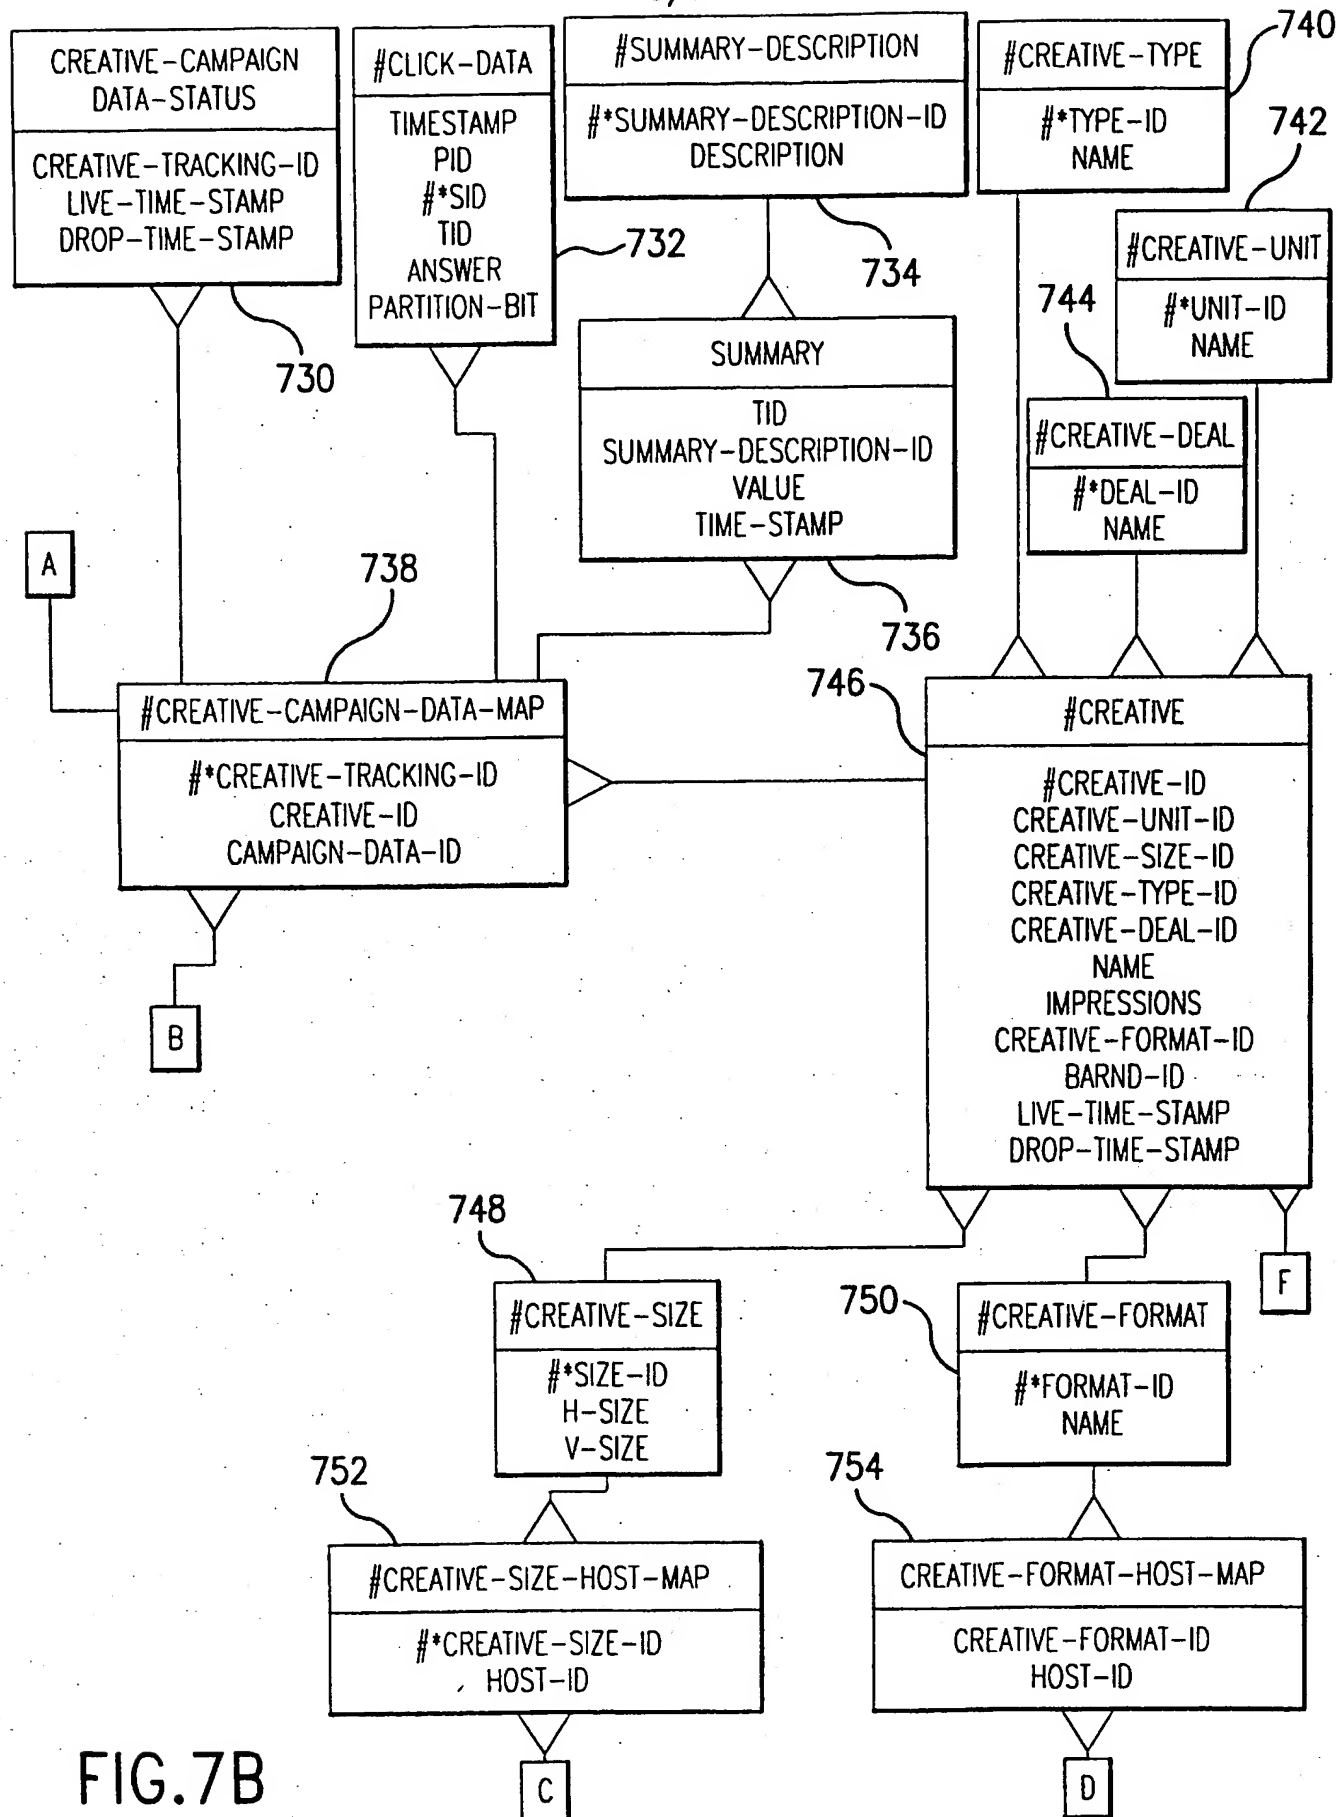 CREATIVE-CAMPAIGN
DATA-STATUS
CREATIVE-TRACKING-ID
LIVE-TIME-STAMP
DROP-TIME-STAMP
730
#CLICK-DATA
TIMESTAMP
PID
#*SID
TID
ANSWER
PARTITION-BIT
732
#SUMMARY-DESCRIPTION
#*SUMMARY-DESCRIPTION-ID
DESCRIPTION
734
#CREATIVE-TYPE
#*TYPE-ID
NAME
740
742
#CREATIVE-UNIT
#*UNIT-ID
NAME
744
#CREATIVE-DEAL
#*DEAL-ID
NAME
SUMMARY
TID
SUMMARY-DESCRIPTION-ID
VALUE
TIME-STAMP
736
A
738
#CREATIVE-CAMPAIGN-DATA-MAP
#*CREATIVE-TRACKING-ID
CREATIVE-ID
CAMPAIGN-DATA-ID
B
746
#CREATIVE
#CREATIVE-ID
CREATIVE-UNIT-ID
CREATIVE-SIZE-ID
CREATIVE-TYPE-ID
CREATIVE-DEAL-ID
NAME
IMPRESSIONS
CREATIVE-FORMAT-ID
BARND-ID
LIVE-TIME-STAMP
DROP-TIME-STAMP
F
748
#CREATIVE-SIZE
#*SIZE-ID
H-SIZE
V-SIZE
750
#CREATIVE-FORMAT
#*FORMAT-ID
NAME
752
#CREATIVE-SIZE-HOST-MAP
#*CREATIVE-SIZE-ID
HOST-ID
C
754
CREATIVE-FORMAT-HOST-MAP
CREATIVE-FORMAT-ID
HOST-ID
D
FIG.7B